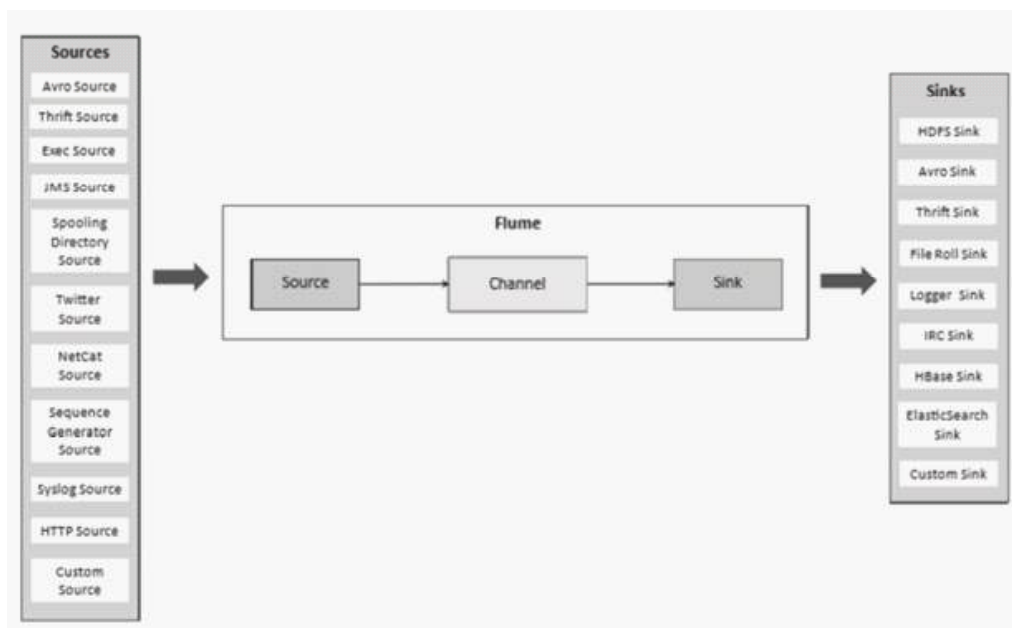 Sources
Avro Source
Thrift Source
Exec Source
JMS Source
Spooling
Directory
Source
Twitter
Source
NetCat
Source
Sequence
Generator
Source
Syslog Source
HTTP Source
Custom
Source
Flume
Source
Channel
Sink
Sinks
HDFS Sink
Avro Sink
Thrift Sink
File Roll Sink
Logger Sink
IRC Sink
HBase Sink
ElasticSearch
Sink
Custom Sink